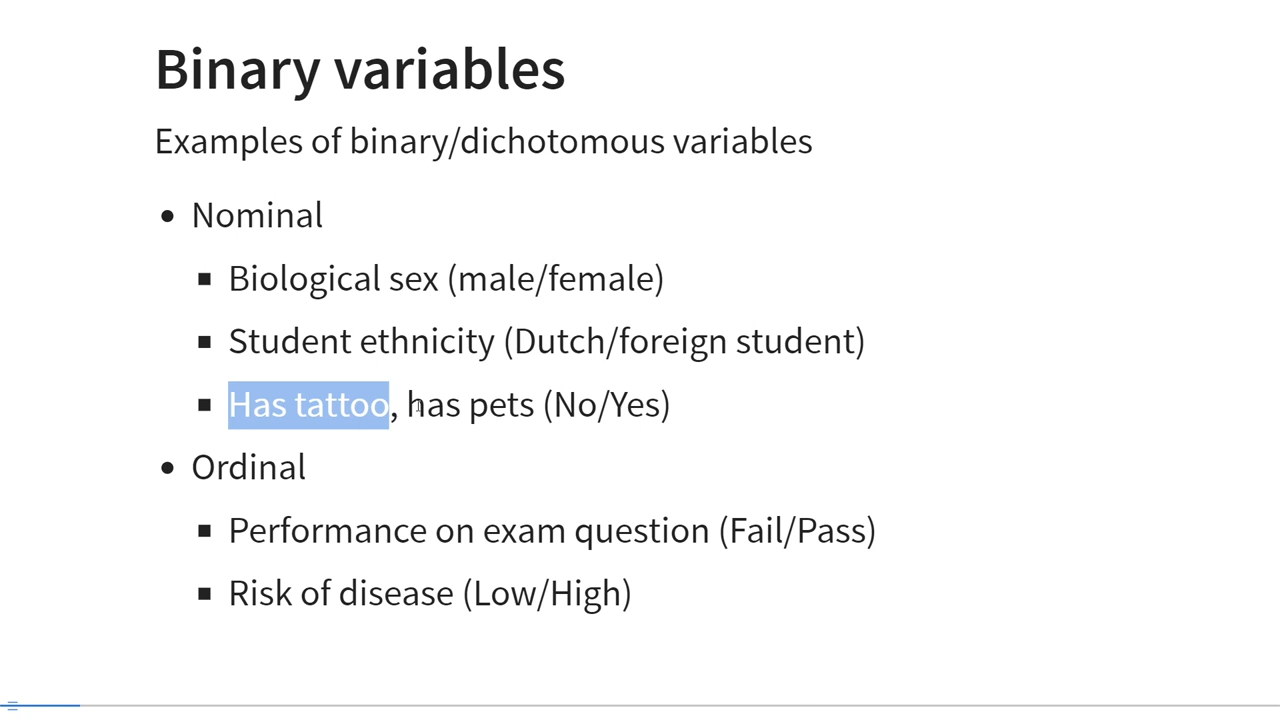 Binary variables
Examples of binary/dichotomous variables
• Nominal
▪ Biological sex (male/female)
▪ Student ethnicity (Dutch/foreign student)
▪ Has tattoo, has pets (No/Yes)
• Ordinal
▪ Performance on exam question (Fail/Pass)
▪ Risk of disease (Low/High)